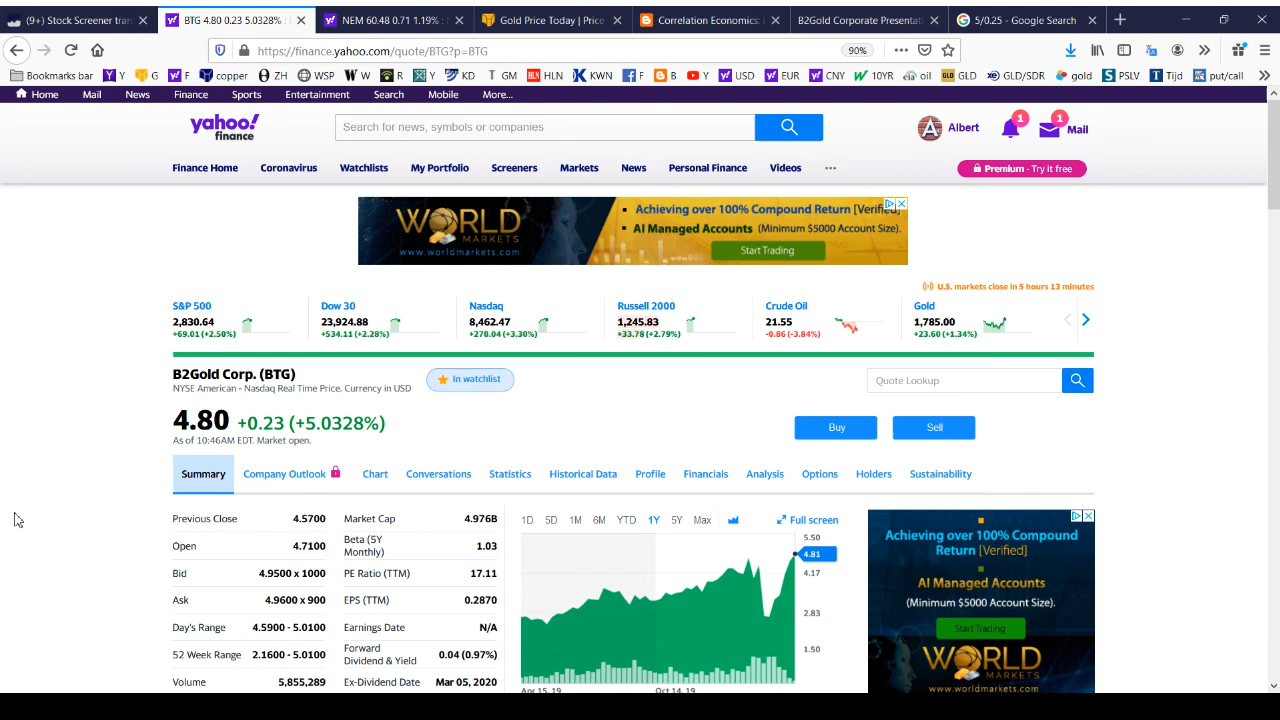 (9+) Stock Screener tran
BTG 4.80 0.23 5.0328% :
NEM 60.48 0.71 1.19% :
Gold Price Today | Price
Correlation Economics:
B2Gold Corporate Presentati
5/0.25 - Google Search
https://finance.yahoo.com/quote/BTG?p=BTG
90%
Bookmarks bar Y G F copper ZH WSP W R Y KD GM HLN KWN F B Y USD EUR CNY 10YR oil GLD GLD/SDR gold PSLV Tijd put/call
Home Mail News Finance Sports Entertainment Search Mobile More...
yahoo!
finance
Search for news, symbols or companies
Albert
1
1
Mail
Finance Home Coronavirus Watchlists My Portfolio Screeners Markets News Personal Finance Videos ...
Premium - Try it free
WORLD
MARKETS
www.worldmarkets.com
Achieving over 100% Compound Return [Verified]
AI Managed Accounts (Minimum $5000 Account Size).
Start Trading
U.S. markets close in 5 hours 13 minutes
S&P 500
2,830.64
+69.01 (+2.50%)
Dow 30
23,924.88
+534.11 (+2.28%)
Nasdaq
8,462.47
+270.04 (+3.30%)
Russell 2000
1,245.83
+33.78 (+2.79%)
Crude Oil
21.55
-0.86 (-3.84%)
Gold
1,785.00
+23.60 (+1.34%)
B2Gold Corp. (BTG)
NYSE American - Nasdaq Real Time Price. Currency in USD
In watchlist
Quote Lookup
4.80 +0.23 (+5.0328%)
As of 10:46AM EDT. Market open.
Buy
Sell
Summary Company Outlook Chart Conversations Statistics Historical Data Profile Financials Analysis Options Holders Sustainability
Previous Close 4.5700
Open 4.7100
Bid 4.9500 x 1000
Ask 4.9600 x 900
Day's Range 4.5900 - 5.0100
52 Week Range 2.1600 - 5.0100
Volume 5,855,289
Market Cap 4.976B
Beta (5Y
Monthly) 1.03
PE Ratio (TTM) 17.11
EPS (TTM) 0.2870
Earnings Date N/A
Forward
Dividend & Yield 0.04 (0.97%)
Ex-Dividend Date Mar 05, 2020
1D 5D 1M 6M YTD 1Y 5Y Max
Full screen
5.50
4.81
4.17
2.83
1.50
Apr 15, 19
Oct 14, 19
Achieving over 100% Compound
Return [Verified]
AI Managed Accounts
(Minimum $5000 Account Size).
Start Trading
WORLD
MARKETS
www.worldmarkets.com